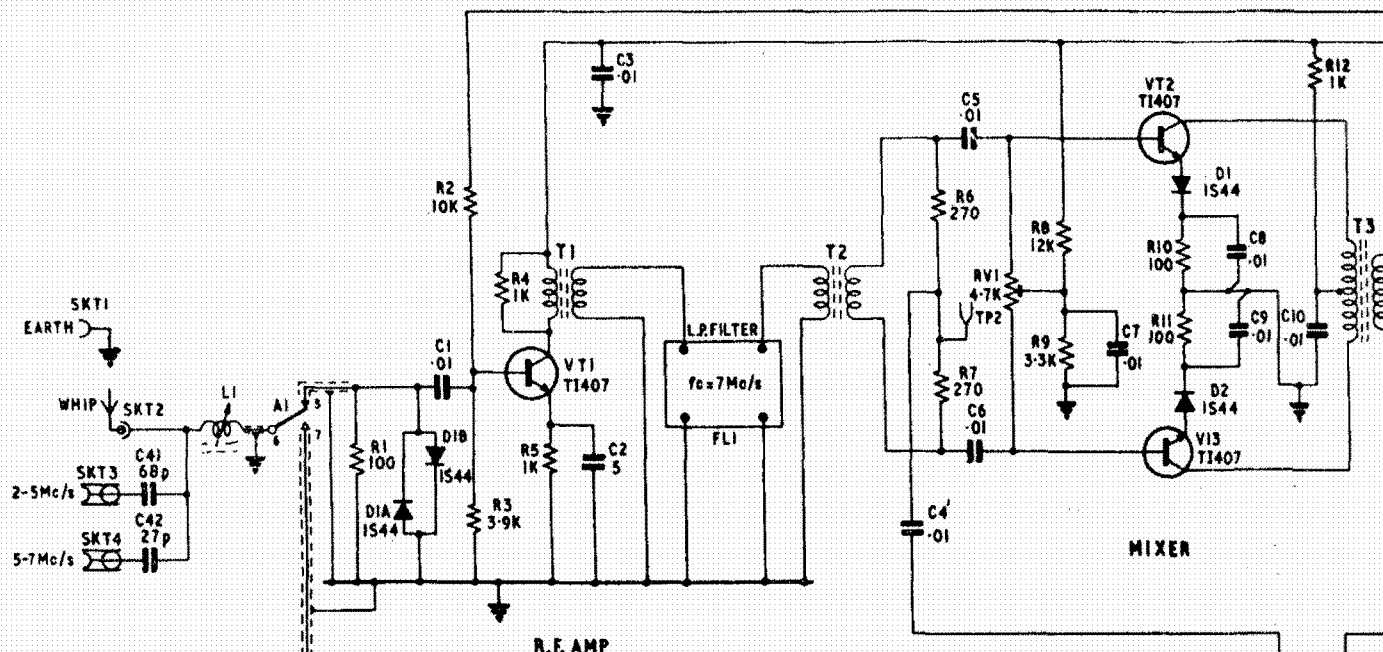 C3
.01
R12
1K
VT2
TI407
C5
.01
R2
10K
D1
1S44
R6
270
R8
12K
T1
T2
T3
R10
100
C8
.01
R4
1K
RV1
4.7K
TP2
SKT1
EARTH
L.P.FILTER
fc=7Mc/s
FL1
R11
100
C9
.01
C10
.01
R9
3.3K
C7
.01
C1
.01
VT1
TI407
R7
270
D2
1S44
WHIP
SKT2
L1
A1
5
6
7
C6
.01
VT3
TI407
C41
68p
SKT3
2-5Mc/s
R1
100
D1B
1S44
R5
1K
C2
5
D1A
1S44
R3
3.9K
C4
.01
C42
27p
SKT4
5-7Mc/s
MIXER
R.F. AMP